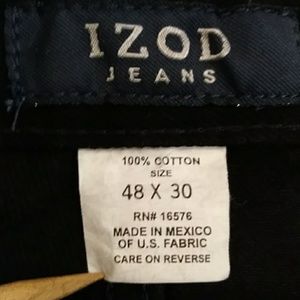 IZOD
JEANS
100% COTTON
SIZE
48 X 30
RN# 16576
MADE IN MEXICO
OF U.S. FABRIC
CARE ON REVERSE